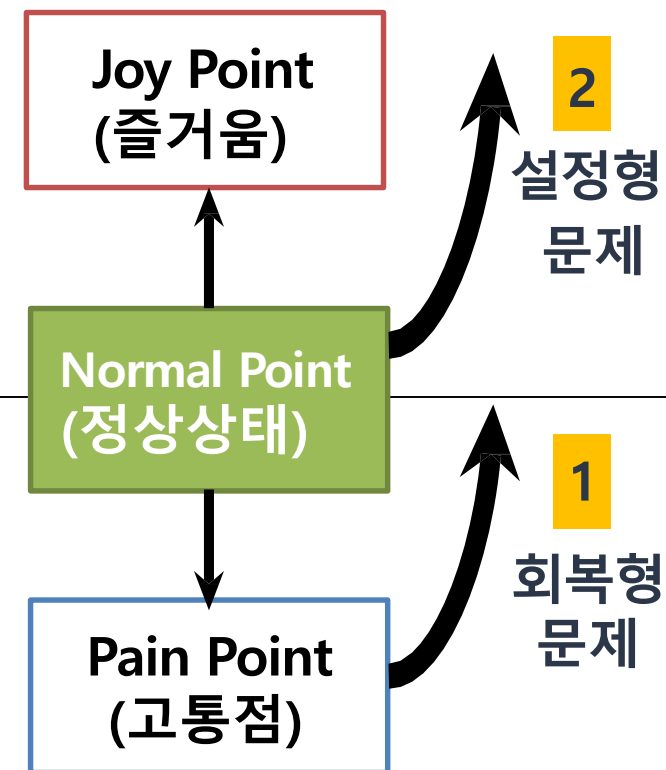 Joy Point
(즐거움)
2
설정형
문제
Normal Point
(정상상태)
1
회복형
문제
Pain Point
(고통점)